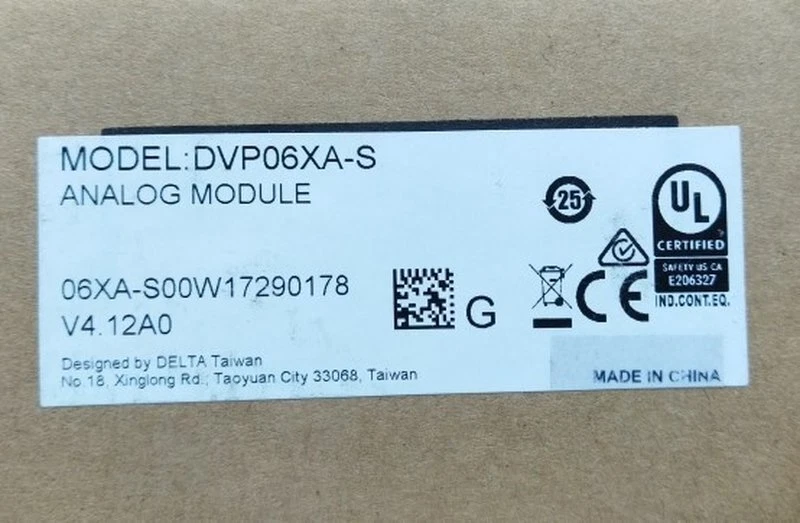 MODEL:DVP06XA-S
ANALOG MODULE
25
UL
CERTIFIED
SAFETY US-CA
E206327
IND.CONT.EQ.
06XA-S00W17290178
V4.12A0
G
CE
Designed by DELTA Taiwan
No.18, Xinglong Rd., Taoyuan City 33068, Taiwan
MADE IN CHINA